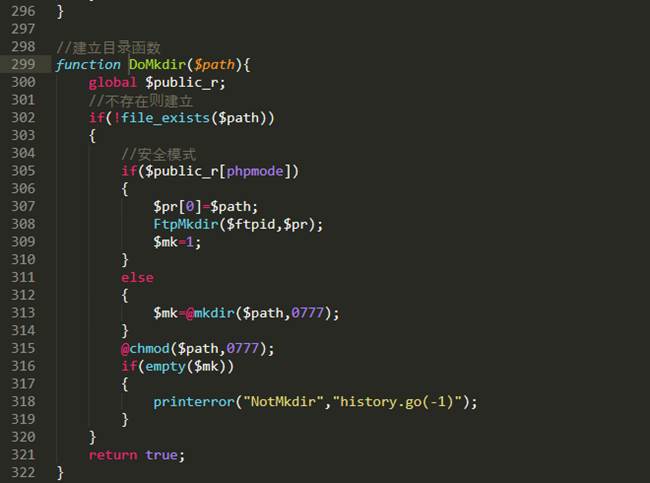 296 }
297
298 //建立目录函数
299 function DoMkdir($path){
300     global $public_r;
301     //不存在则建立
302     if(!file_exists($path))
303     {
304         //安全模式
305         if($public_r[phpmode])
306         {
307             $pr[0]=$path;
308             FtpMkdir($ftpid,$pr);
309             $mk=1;
310         }
311         else
312         {
313             $mk=@mkdir($path,0777);
314         }
315         @chmod($path,0777);
316         if(empty($mk))
317         {
318             printerror("NotMkdir","history.go(-1)");
319         }
320     }
321     return true;
322 }